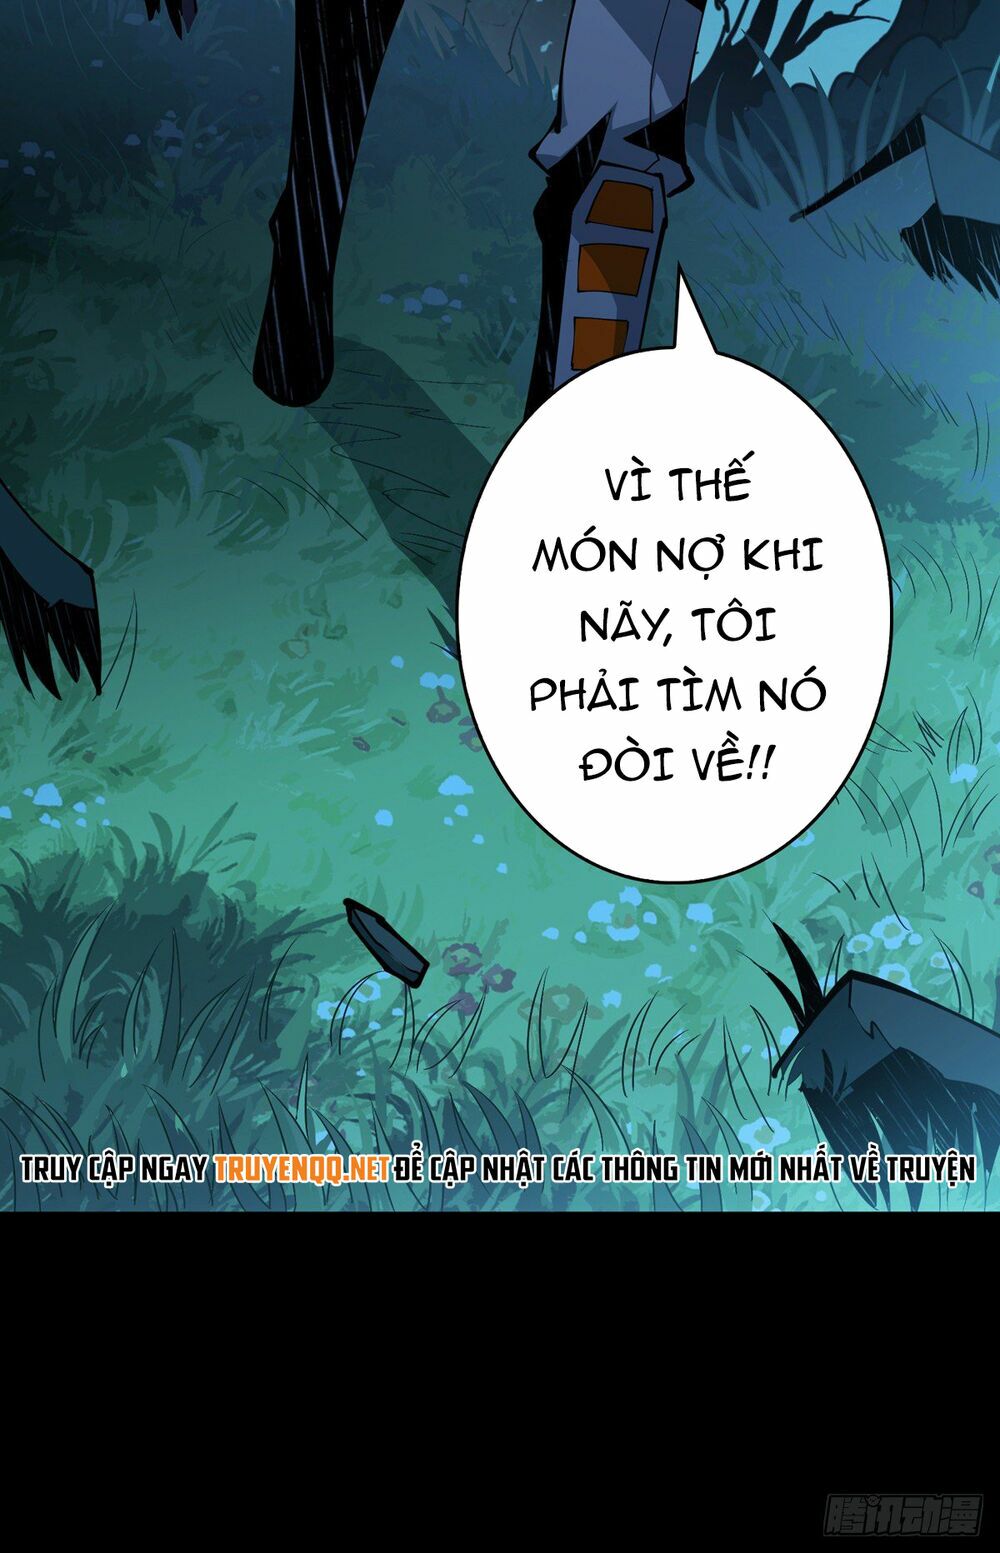 VÌ THẾ
MÓN NỢ KHI
NÃY, TÔI
PHẢI TÌM NÓ
ĐÒI VỀ!!
TRUY CẬP NGAY TRUYENQQ.NET ĐỂ CẬP NHẬT CÁC THÔNG TIN MỚI NHẤT VỀ TRUYỆN
腾讯动漫